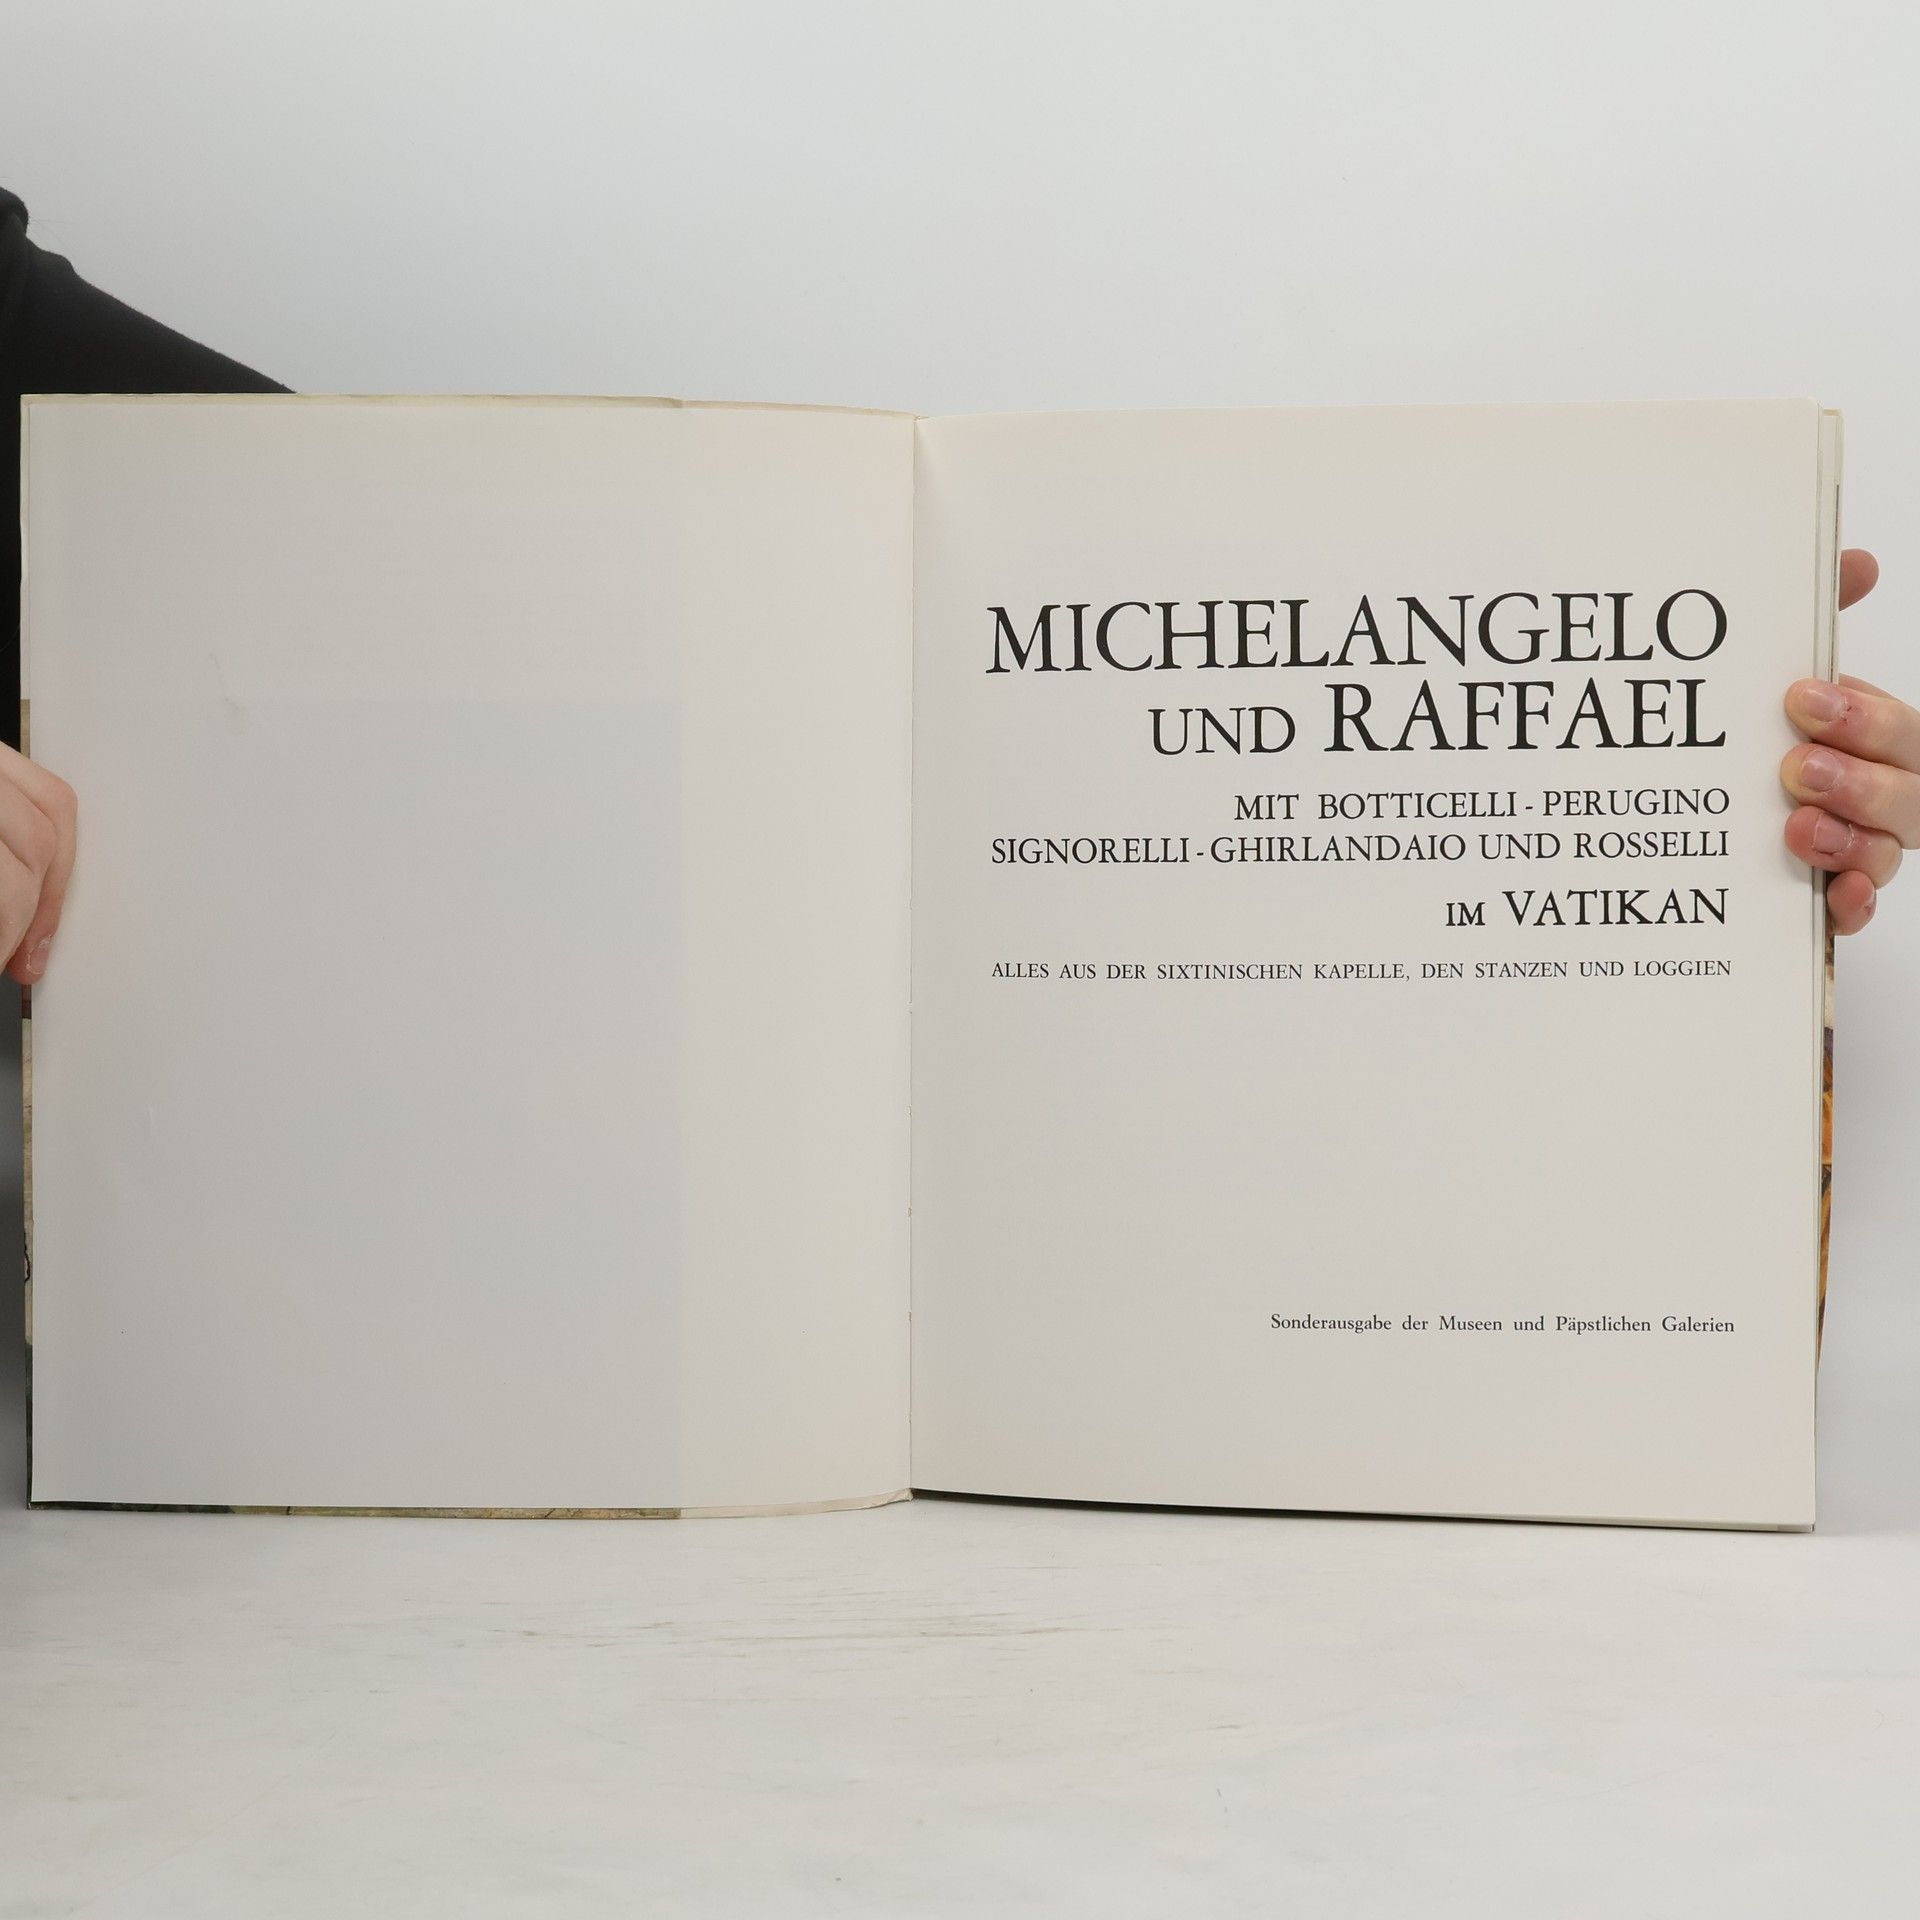 MICHELANGELO
UND RAFFAEL
MIT BOTTICELLI - PERUGINO
SIGNORELLI - GHIRLANDAIO UND ROSSELLI
IM VATIKAN
ALLES AUS DER SIXTINISCHEN KAPELLE, DEN STANZEN UND LOGGIEN
Sonderausgabe der Museen und Päpstlichen Galerien